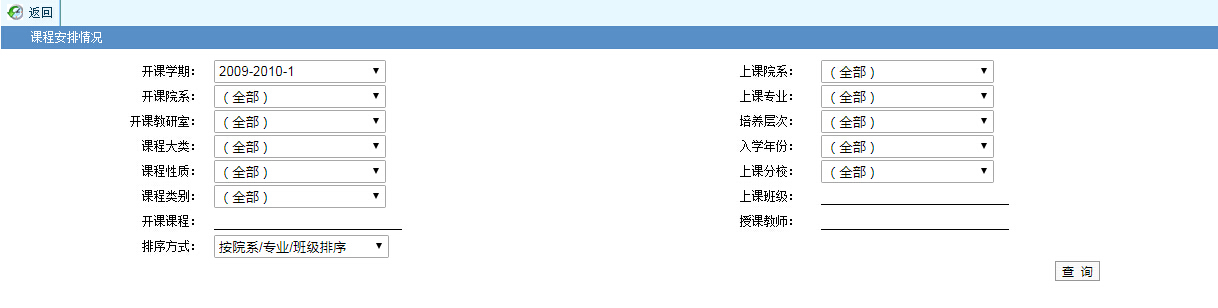 返回
课程安排情况
开课学期： 2009-2010-1 上课院系： （全部）
开课院系： （全部） 上课专业： （全部）
开课教研室： （全部） 培养层次： （全部）
课程大类： （全部） 入学年份： （全部）
课程性质： （全部） 上课分校： （全部）
课程类别： （全部） 上课班级：
开课课程： 授课教师：
排序方式： 按院系/专业/班级排序
查 询